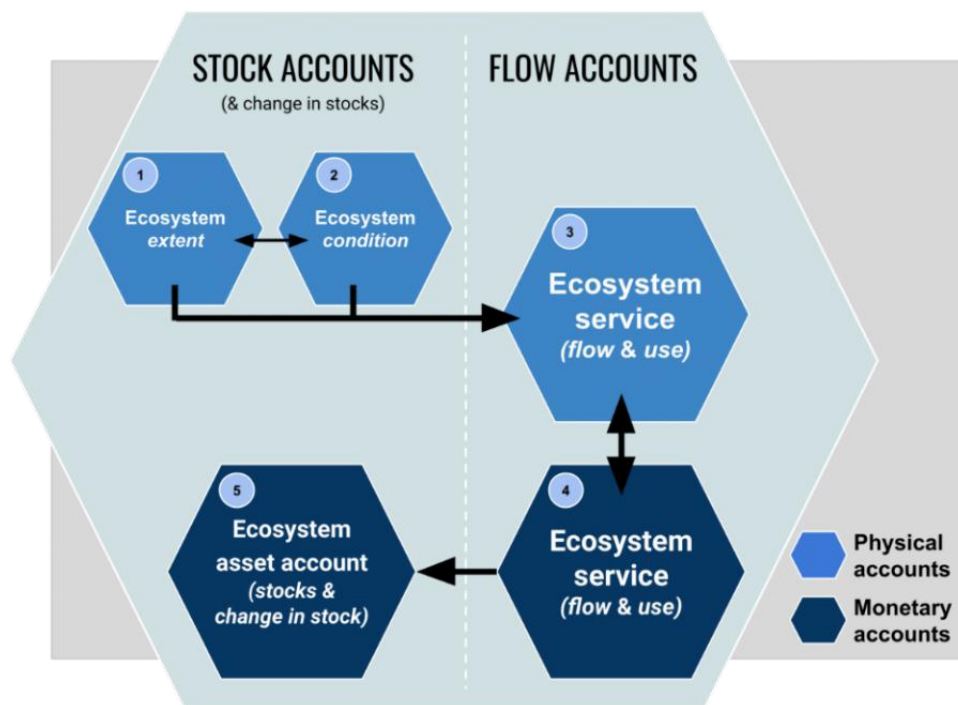 STOCK ACCOUNTS
(& change in stocks)
FLOW ACCOUNTS
1
Ecosystem
extent
2
Ecosystem
condition
3
Ecosystem
service
(flow & use)
5
Ecosystem
asset account
(stocks &
change in stock)
4
Ecosystem
service
(flow & use)
Physical
accounts
Monetary
accounts